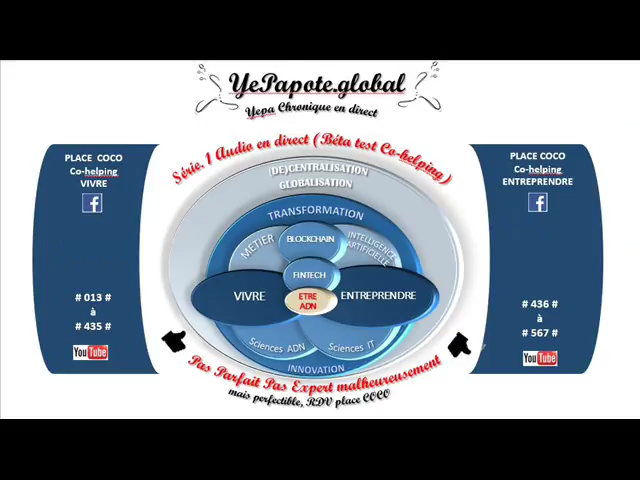 YePapote.global
Yepa Chronique en direct
Série.1 Audio en direct (Béta test Co-helping)
PLACE COCO
Co-helping
VIVRE
# 013 #
à
# 435 #
YouTube
(DE)CENTRALISATION
GLOBALISATION
TRANSFORMATION
METIER
BLOCKCHAIN
INTELLIGENCE
ARTIFICIELLE
FINTECH
VIVRE
ETRE
ADN
ENTREPRENDRE
Sciences ADN
Sciences IT
INNOVATION
Pas Parfait Pas Expert malheureusement
mais perfectible, RDV place COCO
PLACE COCO
Co-helping
ENTREPRENDRE
# 436 #
à
# 567 #
YouTube